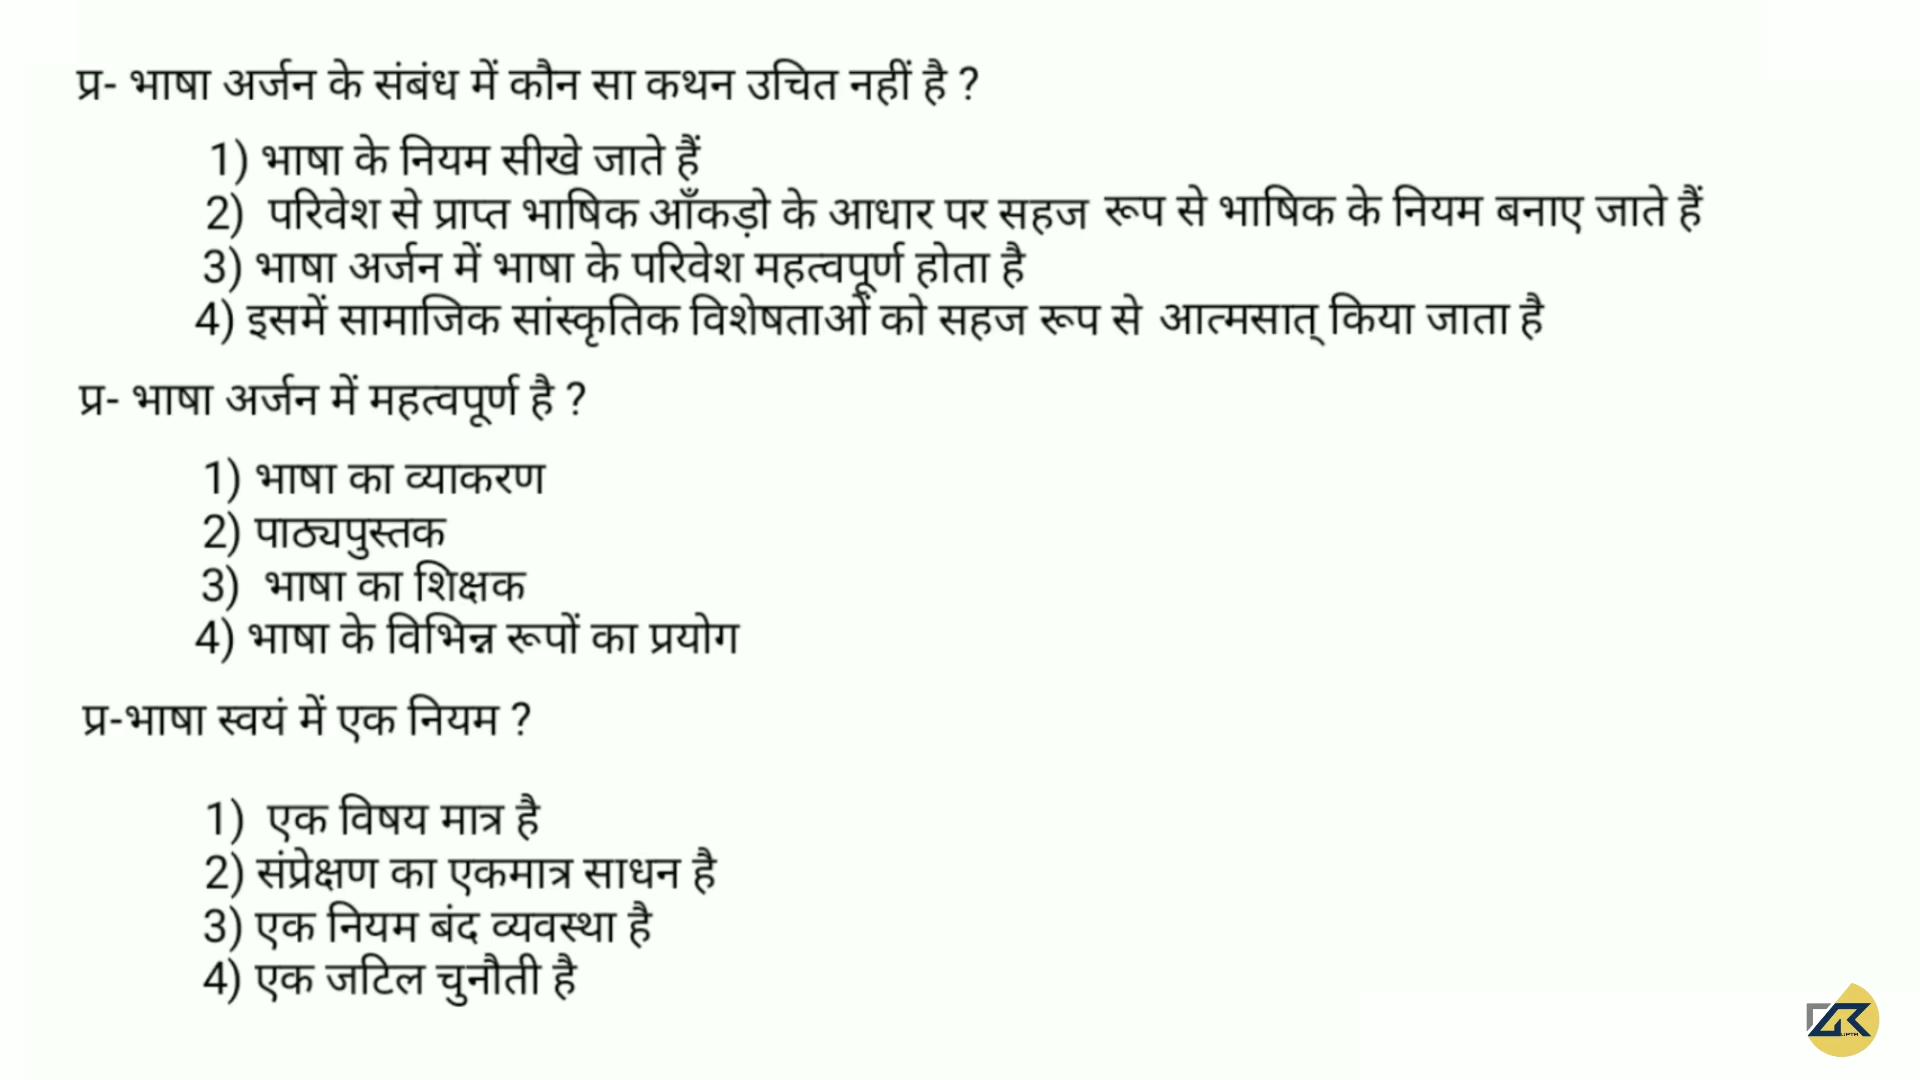 प्र- भाषा अर्जन के संबंध में कौन सा कथन उचित नहीं है ?
1) भाषा के नियम सीखे जाते हैं
2) परिवेश से प्राप्त भाषिक आँकड़ो के आधार पर सहज रूप से भाषिक के नियम बनाए जाते हैं
3) भाषा अर्जन में भाषा के परिवेश महत्वपूर्ण होता है
4) इसमें सामाजिक सांस्कृतिक विशेषताओं को सहज रूप से आत्मसात् किया जाता है
प्र- भाषा अर्जन में महत्वपूर्ण है ?
1) भाषा का व्याकरण
2) पाठ्यपुस्तक
3) भाषा का शिक्षक
4) भाषा के विभिन्न रूपों का प्रयोग
प्र-भाषा स्वयं में एक नियम ?
1) एक विषय मात्र है
2) संप्रेक्षण का एकमात्र साधन है
3) एक नियम बंद व्यवस्था है
4) एक जटिल चुनौती है